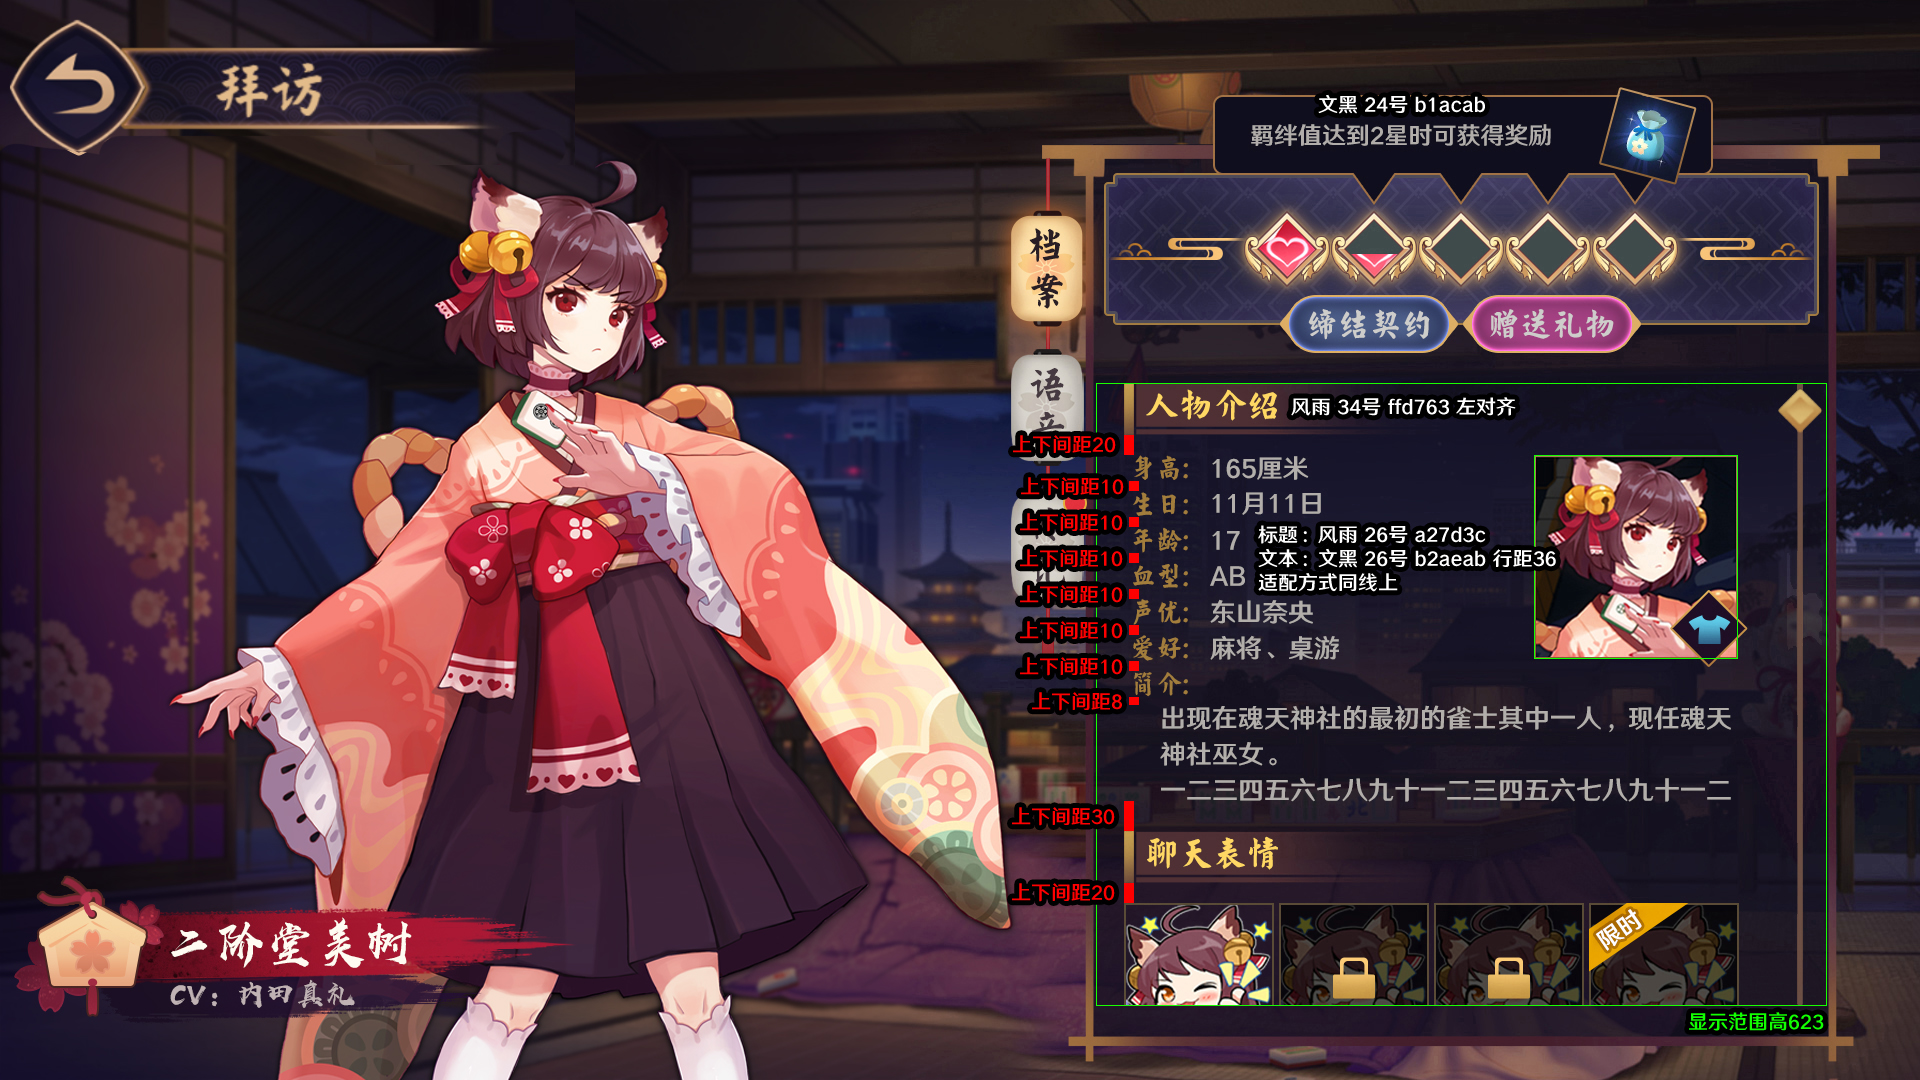 拜访
文黑 24号 b1acab
羁绊值达到2星时可获得奖励
档案
缔结契约
赠送礼物
语音
人物介绍
风雨 34号 ffd763 左对齐
上下间距20
身高：
165厘米
上下间距10
生日：
11月11日
上下间距10
年龄：
17
标题：风雨 26号 a27d3c
文本：文黑 26号 b2aeab 行距36
适配方式同线上
上下间距10
血型：
AB
上下间距10
声优：
东山奈央
上下间距10
爱好：
麻将、桌游
上下间距10
简介：
上下间距8
出现在魂天神社的最初的雀士其中一人，现任魂天
神社巫女。
一二三四五六七八九十一二三四五六七八九十一二
上下间距30
聊天表情
上下间距20
限时
二阶堂美树
CV：内田真礼
显示范围高623